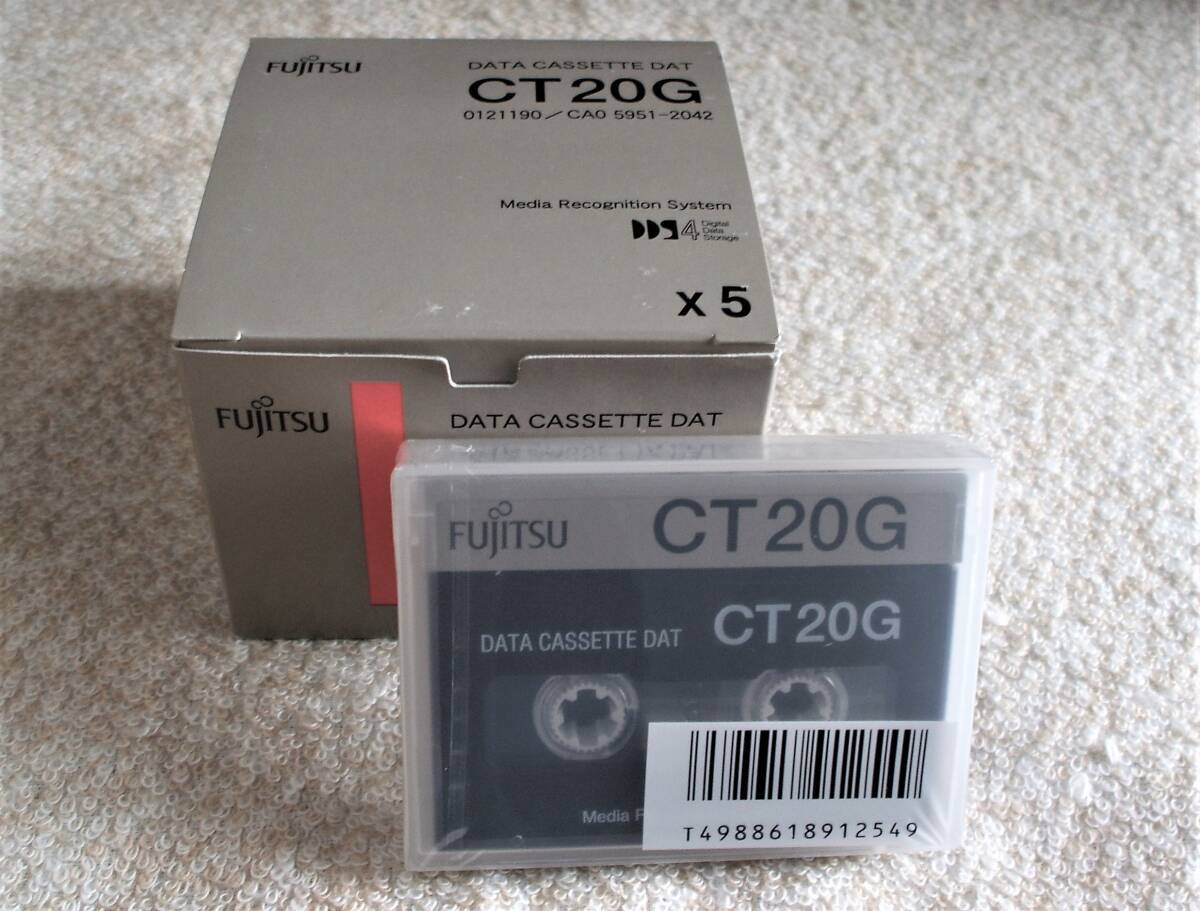 FUJITSU
DATA CASSETTE DAT
CT20G
0121190/CA0 5951-2042
Media Recognition System
DDS4 Digital Data Storage
x 5
FUJITSU
DATA CASSETTE DAT
FUJITSU
CT20G
DATA CASSETTE DAT
CT20G
Media R
T4988618912549